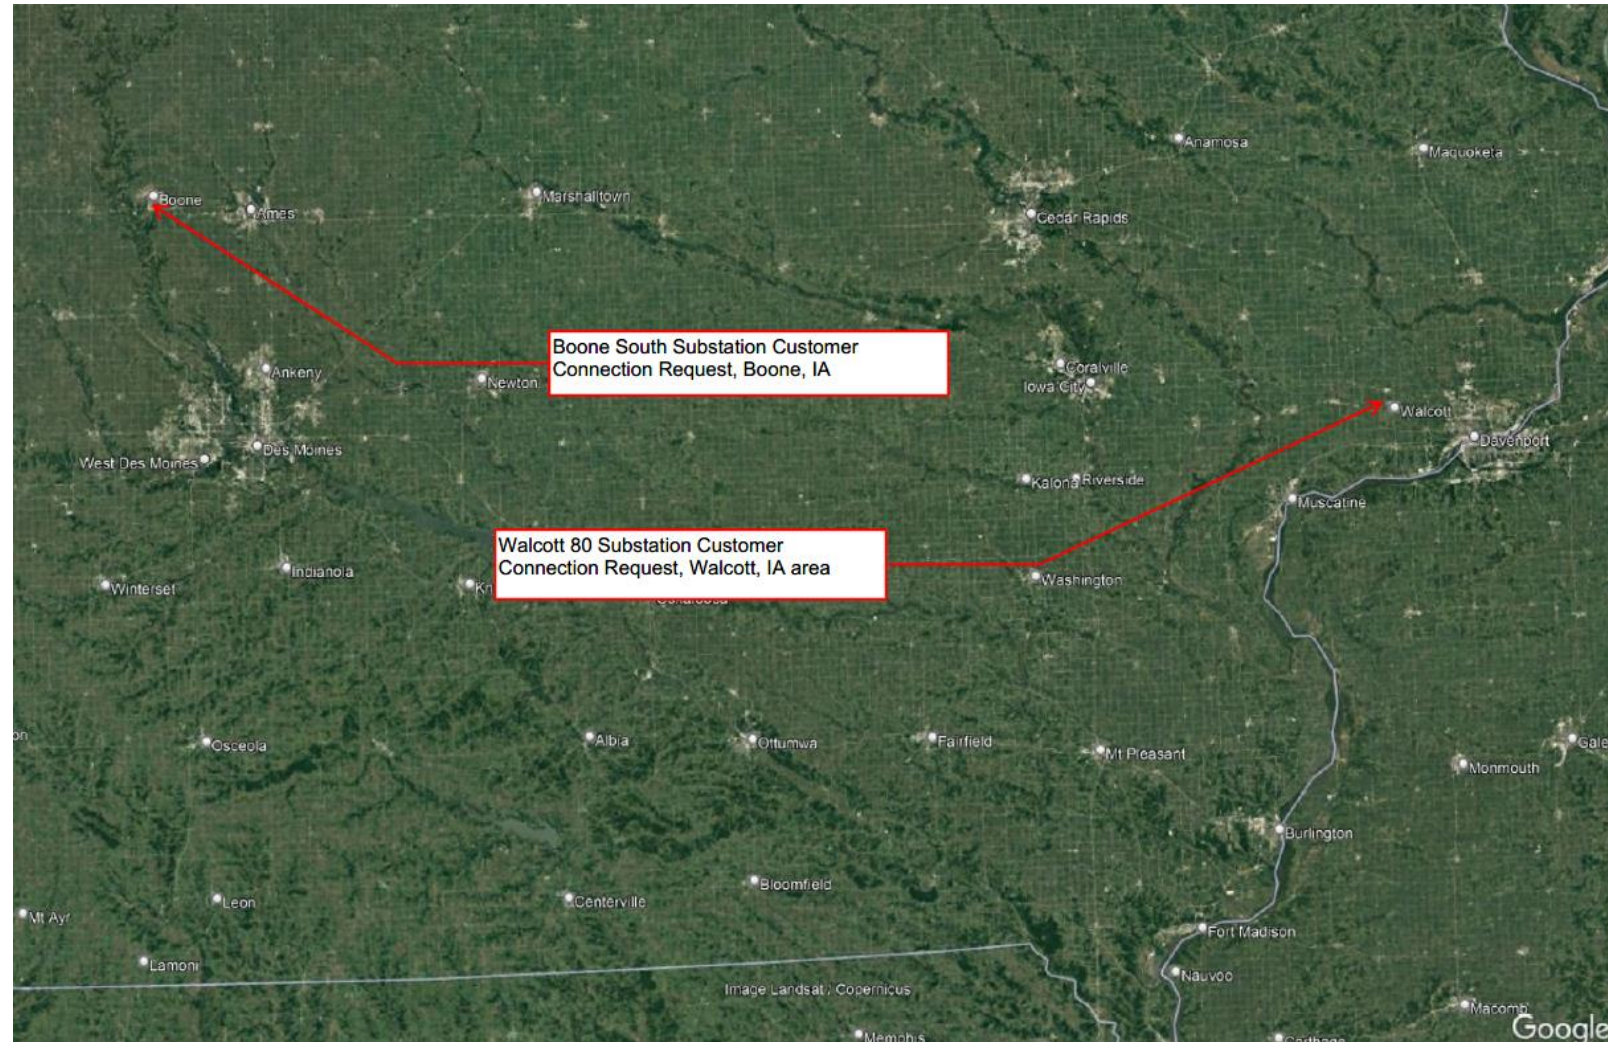 Anamosa
Maquoketa
Boone
Ames
Marshalltown
Cedar Rapids
Boone South Substation Customer
Connection Request, Boone, IA
Ankeny
Newton
Coralville
Iowa City
Walcott
Davenport
Des Moines
West Des Moines
Kalona
Riverside
Muscatine
Walcott 80 Substation Customer
Connection Request, Walcott, IA area
Indianola
Winterset
Kn
Washington
Osceola
Albia
Ottumwa
Fairfield
Mt Pleasant
Gale
Monmouth
Burlington
Bloomfield
Leon
Centerville
Mt Ayr
Fort Madison
Lamoni
Nauvoo
Image Landsat / Copernicus
Macomb
Google
Memphis